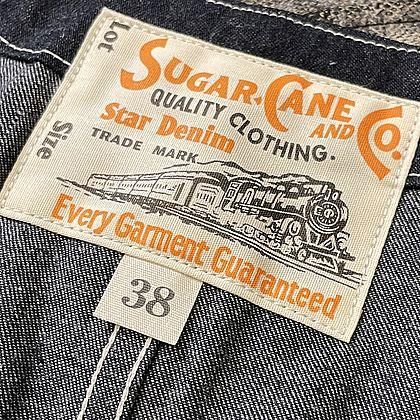 Lot
SUGAR CANE AND CO.
QUALITY CLOTHING.
Star Denim
TRADE MARK
Size
Every Garment Guaranteed
38